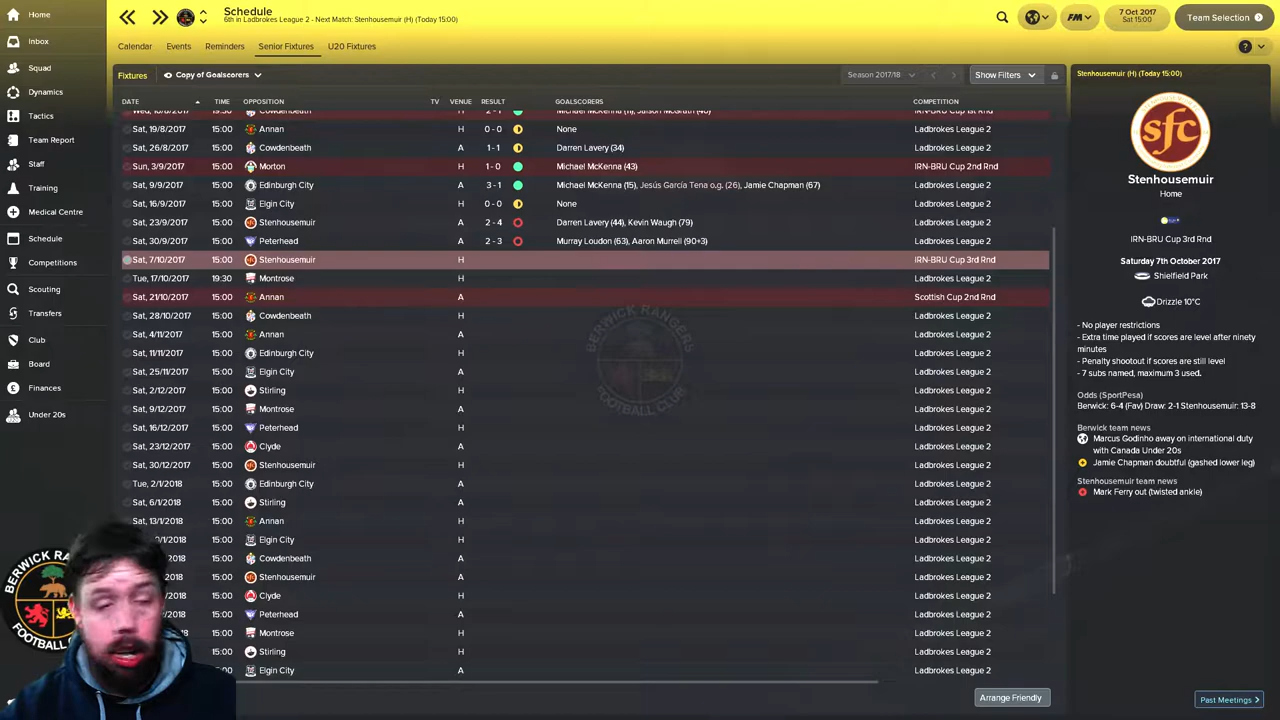 Home
Inbox
Squad
Dynamics
Tactics
Team Report
Staff
Training
Medical Centre
Schedule
Competitions
Scouting
Transfers
Club
Board
Finances
Under 20s
Schedule
6th in Ladbrokes League 2 - Next Match: Stenhousemuir (H) (Today 15:00)
FM
7 Oct 2017
Sat 15:00
Team Selection
Calendar Events Reminders Senior Fixtures U20 Fixtures
?
Fixtures Copy of Goalscorers Season 2017/18 Show Filters
DATE TIME OPPOSITION TV VENUE RESULT GOALSCORERS COMPETITION
Sat, 19/8/2017 15:00 Annan H 0 - 0 None Ladbrokes League 2
Sat, 26/8/2017 15:00 Cowdenbeath A 1 - 1 Darren Lavery (34) Ladbrokes League 2
Sun, 3/9/2017 15:00 Morton H 1 - 0 Michael McKenna (43) IRN-BRU Cup 2nd Rnd
Sat, 9/9/2017 15:00 Edinburgh City A 3 - 1 Michael McKenna (15), Jesús García Tena o.g. (26), Jamie Chapman (67) Ladbrokes League 2
Sat, 16/9/2017 15:00 Elgin City H 0 - 0 None Ladbrokes League 2
Sat, 23/9/2017 15:00 Stenhousemuir A 2 - 4 Darren Lavery (44), Kevin Waugh (79) Ladbrokes League 2
Sat, 30/9/2017 15:00 Peterhead A 2 - 3 Murray Loudon (63), Aaron Murrell (90+3) Ladbrokes League 2
Sat, 7/10/2017 15:00 Stenhousemuir H IRN-BRU Cup 3rd Rnd
Tue, 17/10/2017 19:30 Montrose H Ladbrokes League 2
Sat, 21/10/2017 15:00 Annan A Scottish Cup 2nd Rnd
Sat, 28/10/2017 15:00 Cowdenbeath H Ladbrokes League 2
Sat, 4/11/2017 15:00 Annan A Ladbrokes League 2
Sat, 11/11/2017 15:00 Edinburgh City H Ladbrokes League 2
Sat, 25/11/2017 15:00 Elgin City A Ladbrokes League 2
Sat, 2/12/2017 15:00 Stirling H Ladbrokes League 2
Sat, 9/12/2017 15:00 Montrose A Ladbrokes League 2
Sat, 16/12/2017 15:00 Peterhead H Ladbrokes League 2
Sat, 23/12/2017 15:00 Clyde A Ladbrokes League 2
Sat, 30/12/2017 15:00 Stenhousemuir H Ladbrokes League 2
Tue, 2/1/2018 15:00 Edinburgh City A Ladbrokes League 2
Sat, 6/1/2018 15:00 Stirling A Ladbrokes League 2
Sat, 13/1/2018 15:00 Annan H Ladbrokes League 2
15:00 Elgin City H Ladbrokes League 2
15:00 Cowdenbeath A Ladbrokes League 2
15:00 Stenhousemuir A Ladbrokes League 2
15:00 Clyde H Ladbrokes League 2
15:00 Peterhead A Ladbrokes League 2
15:00 Montrose H Ladbrokes League 2
15:00 Stirling H Ladbrokes League 2
Elgin City A Ladbrokes League 2
Arrange Friendly
BERWICK RANGERS
FOOTBALL CLUB
Stenhousemuir (H) (Today 15:00)
sfc
Stenhousemuir
Home
IRN-BRU Cup 3rd Rnd
Saturday 7th October 2017
Shielfield Park
Drizzle 10°C
- No player restrictions
- Extra time played if scores are level after ninety
minutes
- Penalty shootout if scores are still level
- 7 subs named, maximum 3 used.
Odds (SportPesa)
Berwick: 6-4 (Fav) Draw: 2-1 Stenhousemuir: 13-8
Berwick team news
Marcus Godinho away on international duty
with Canada Under 20s
Jamie Chapman doubtful (gashed lower leg)
Stenhousemuir team news
Mark Ferry out (twisted ankle)
Past Meetings